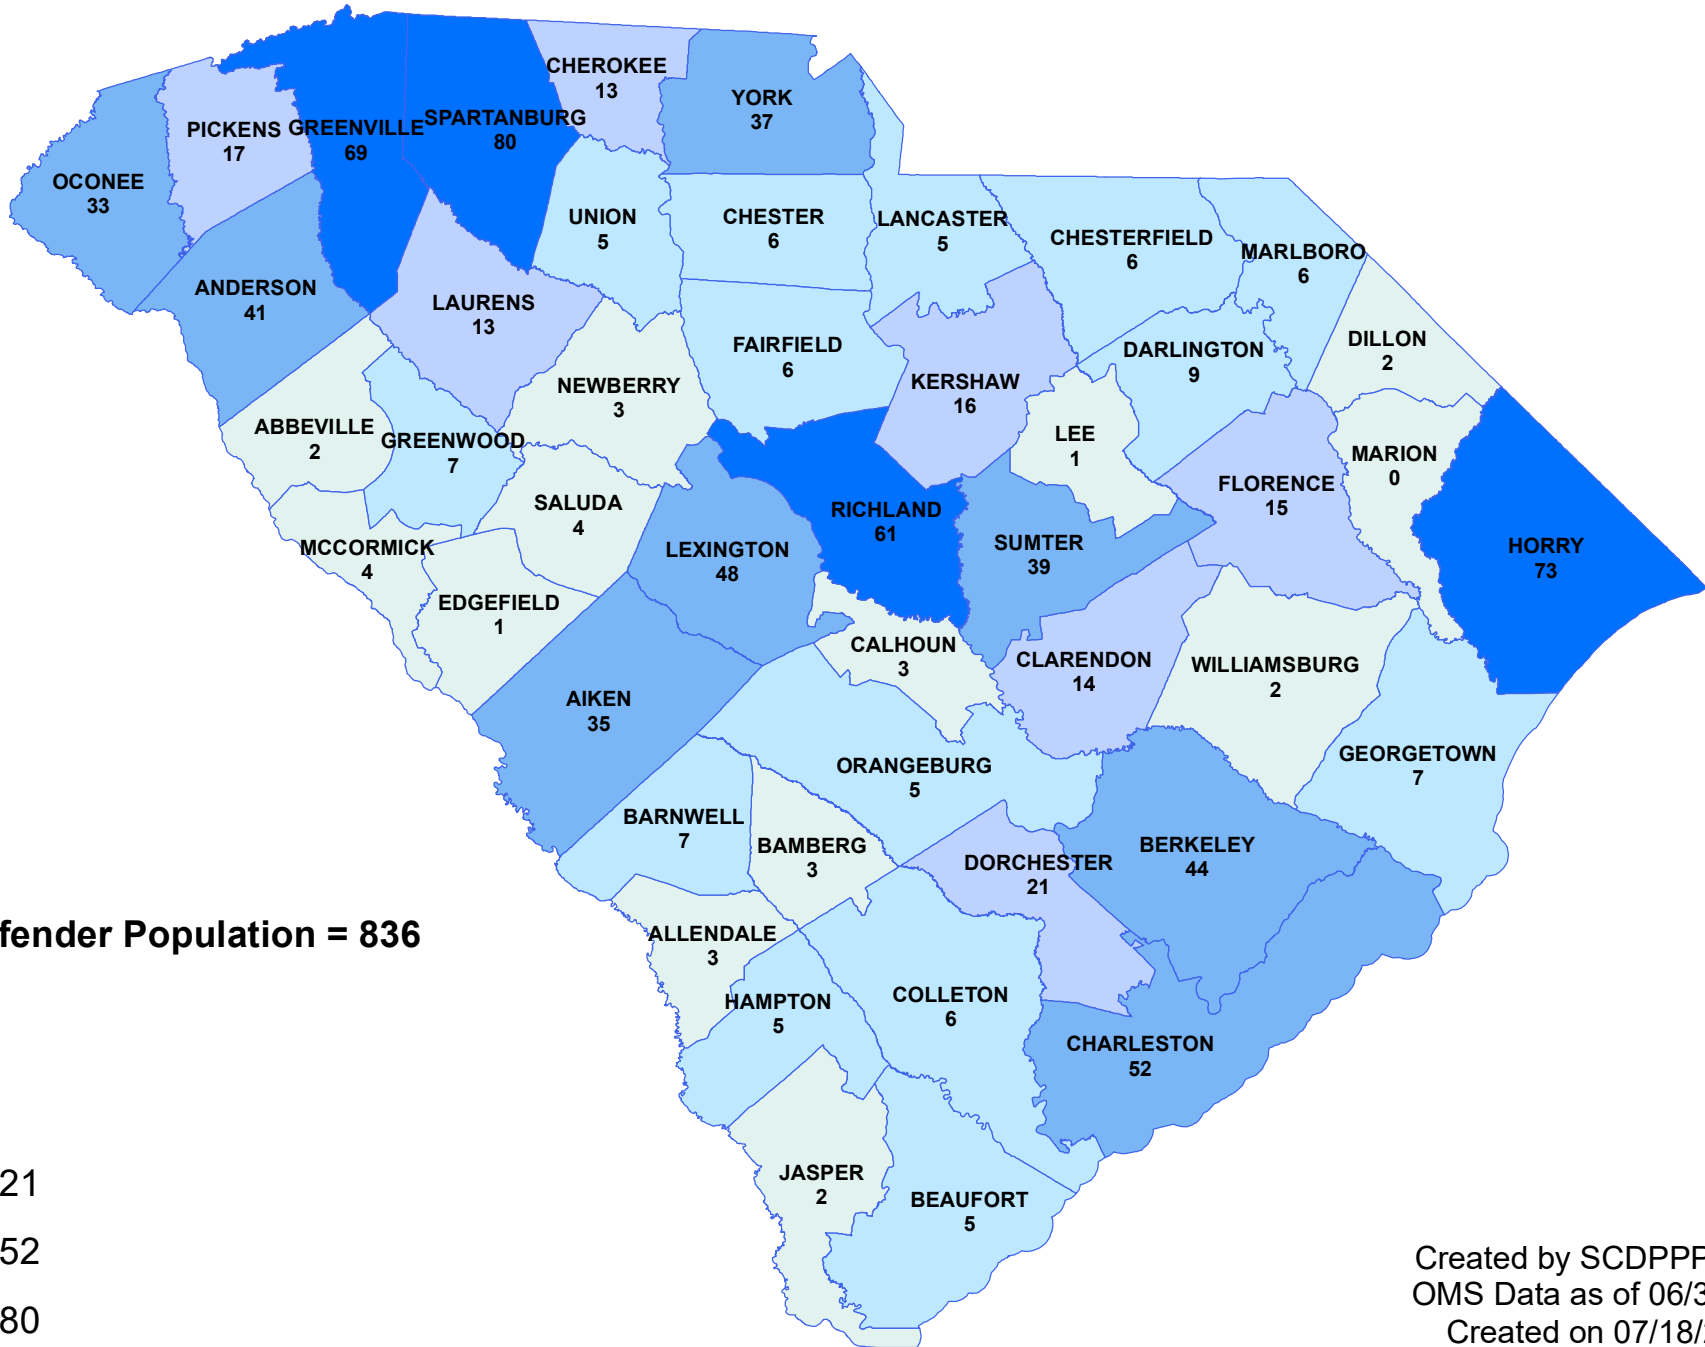 CHEROKEE
13
YORK
37
SPARTANBURG
80
PICKENS
17
GREENVILLE
69
OCONEE
33
UNION
5
CHESTER
6
LANCASTER
5
CHESTERFIELD
6
MARLBORO
6
ANDERSON
41
LAURENS
13
FAIRFIELD
6
DARLINGTON
9
DILLON
2
NEWBERRY
3
KERSHAW
16
ABBEVILLE
2
GREENWOOD
7
LEE
1
MARION
0
SALUDA
4
RICHLAND
61
FLORENCE
15
MCCORMICK
4
LEXINGTON
48
SUMTER
39
HORRY
73
EDGEFIELD
1
CALHOUN
3
CLARENDON
14
WILLIAMSBURG
2
AIKEN
35
ORANGEBURG
5
GEORGETOWN
7
BARNWELL
7
BAMBERG
3
DORCHESTER
21
BERKELEY
44
fender Population = 836
ALLENDALE
3
HAMPTON
5
COLLETON
6
CHARLESTON
52
JASPER
2
BEAUFORT
5
21
52
80
Created by SCDPPP
OMS Data as of 06/3
Created on 07/18/